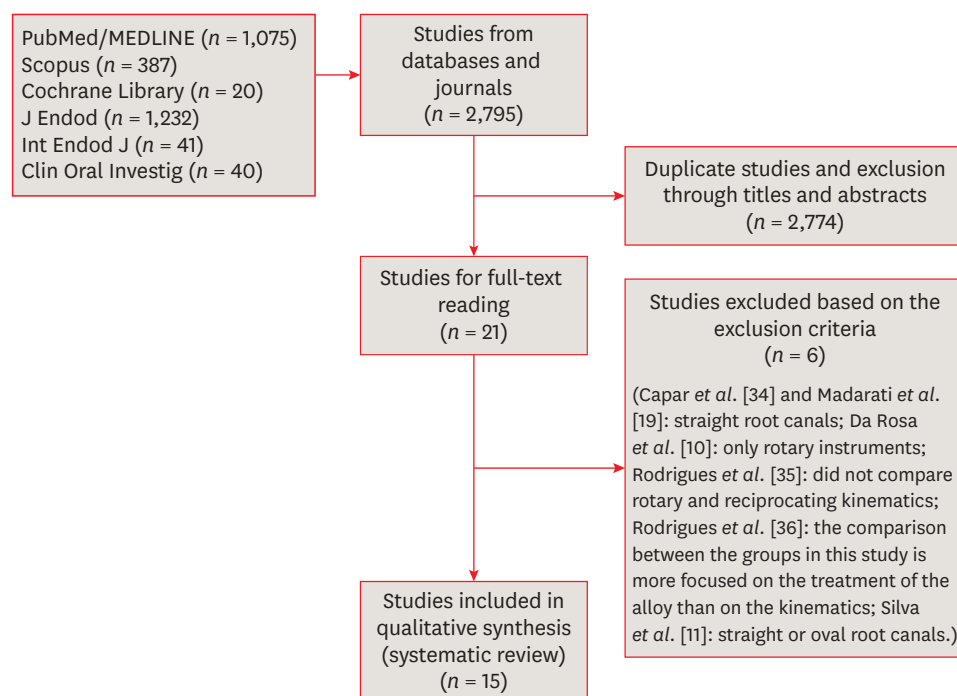 PubMed/MEDLINE (n = 1,075)
Scopus (n = 387)
Cochrane Library (n = 20)
J Endod (n = 1,232)
Int Endod J (n = 41)
Clin Oral Investig (n = 40)
Studies from
databases and
journals
(n = 2,795)
Duplicate studies and exclusion
through titles and abstracts
(n = 2,774)
Studies for full-text
reading
(n = 21)
Studies excluded based on the
exclusion criteria
(n = 6)
(Capar et al. [34] and Madarati et al.
[19]: straight root canals; Da Rosa
et al. [10]: only rotary instruments;
Rodrigues et al. [35]: did not compare
rotary and reciprocating kinematics;
Rodrigues et al. [36]: the comparison
between the groups in this study is
more focused on the treatment of the
alloy than on the kinematics; Silva
et al. [11]: straight or oval root canals.)
Studies included in
qualitative synthesis
(systematic review)
(n = 15)